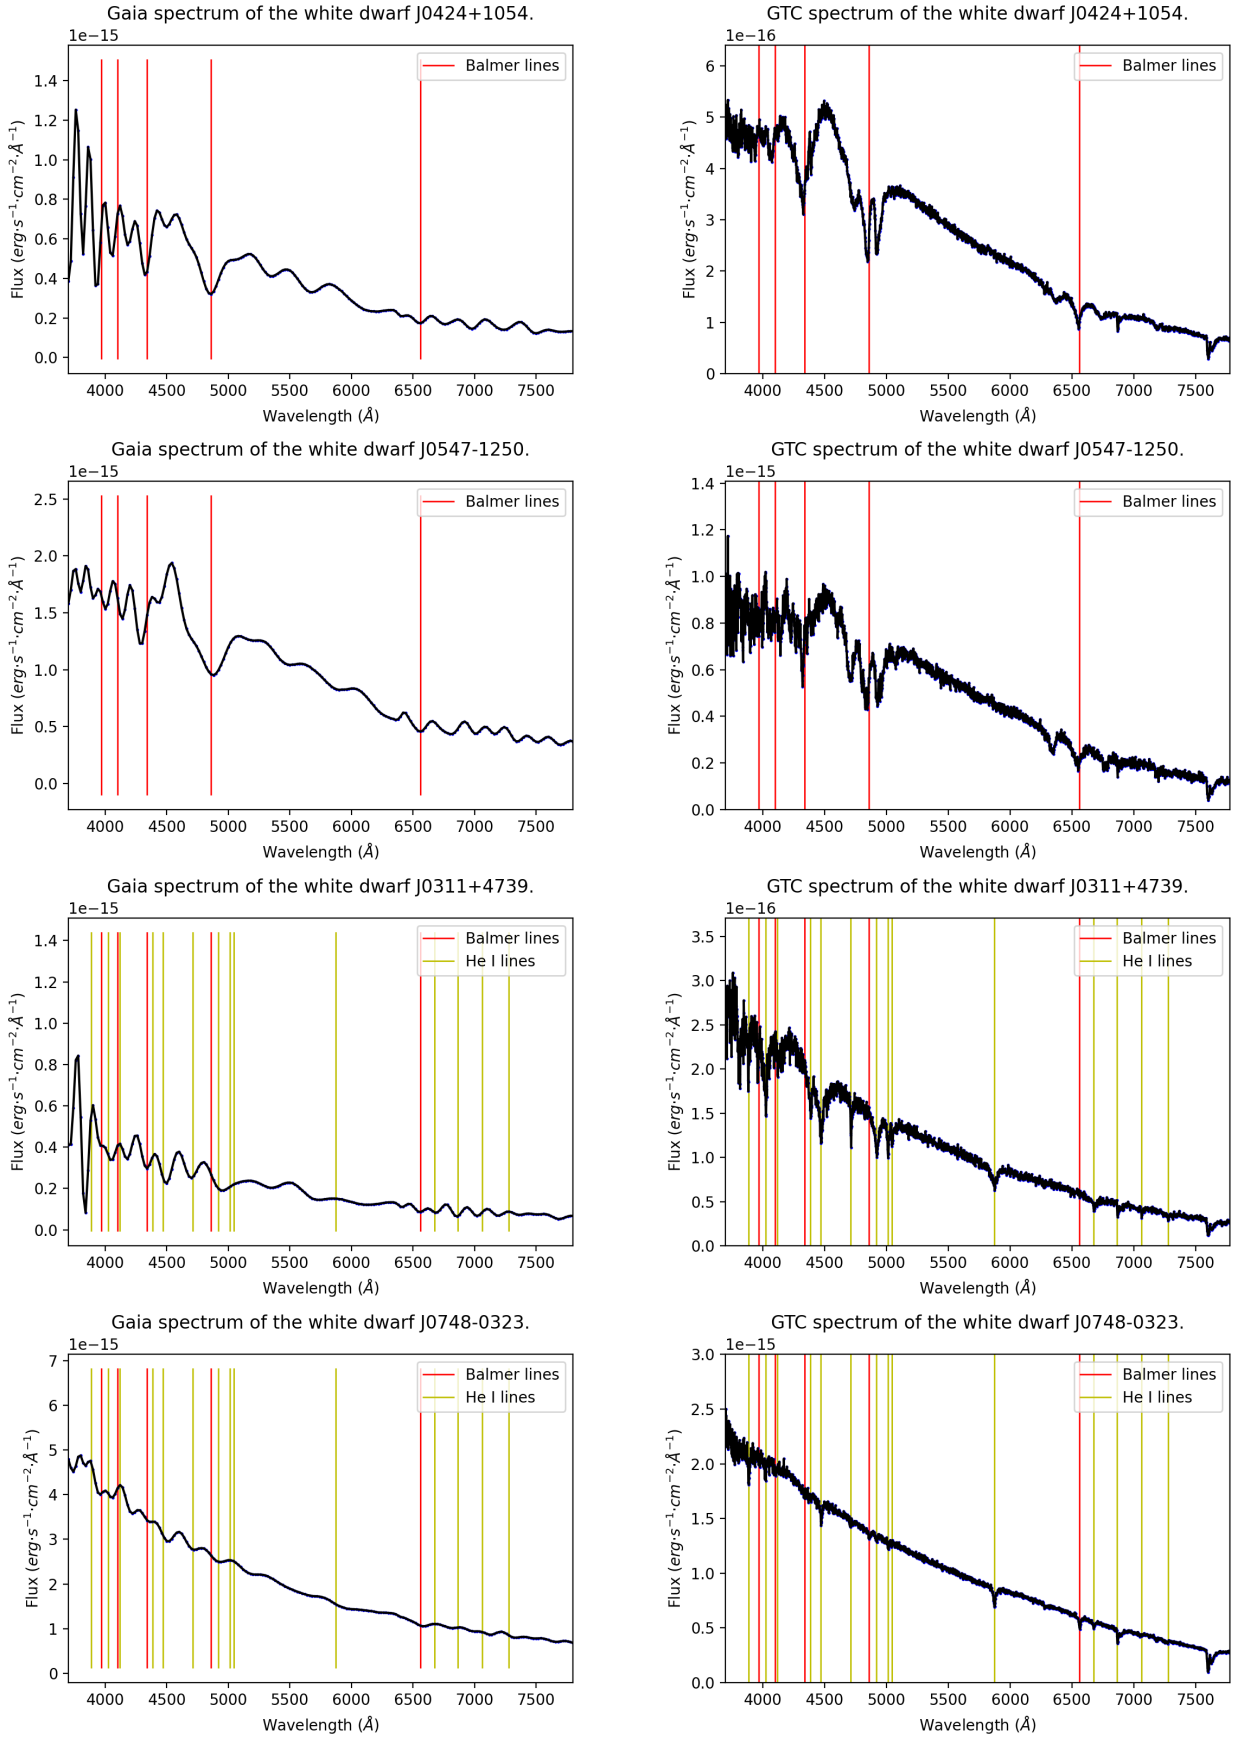 Gaia spectrum of the white dwarf J0424+1054.
1e−15
Balmer lines
Flux (erg·s⁻¹·cm⁻²·Å⁻¹)
1.4
1.2
1.0
0.8
0.6
0.4
0.2
0.0
4000 4500 5000 5500 6000 6500 7000 7500
Wavelength (Å)
GTC spectrum of the white dwarf J0424+1054.
1e−16
Balmer lines
Flux (erg·s⁻¹·cm⁻²·Å⁻¹)
6
5
4
3
2
1
0
4000 4500 5000 5500 6000 6500 7000 7500
Wavelength (Å)
Gaia spectrum of the white dwarf J0547-1250.
1e−15
Balmer lines
Flux (erg·s⁻¹·cm⁻²·Å⁻¹)
2.5
2.0
1.5
1.0
0.5
0.0
4000 4500 5000 5500 6000 6500 7000 7500
Wavelength (Å)
GTC spectrum of the white dwarf J0547-1250.
1e−15
Balmer lines
Flux (erg·s⁻¹·cm⁻²·Å⁻¹)
1.4
1.2
1.0
0.8
0.6
0.4
0.2
0.0
4000 4500 5000 5500 6000 6500 7000 7500
Wavelength (Å)
Gaia spectrum of the white dwarf J0311+4739.
1e−15
Balmer lines
He I lines
Flux (erg·s⁻¹·cm⁻²·Å⁻¹)
1.4
1.2
1.0
0.8
0.6
0.4
0.2
0.0
4000 4500 5000 5500 6000 6500 7000 7500
Wavelength (Å)
GTC spectrum of the white dwarf J0311+4739.
1e−16
Balmer lines
He I lines
Flux (erg·s⁻¹·cm⁻²·Å⁻¹)
3.5
3.0
2.5
2.0
1.5
1.0
0.5
0.0
4000 4500 5000 5500 6000 6500 7000 7500
Wavelength (Å)
Gaia spectrum of the white dwarf J0748-0323.
1e−15
Balmer lines
He I lines
Flux (erg·s⁻¹·cm⁻²·Å⁻¹)
7
6
5
4
3
2
1
0
4000 4500 5000 5500 6000 6500 7000 7500
Wavelength (Å)
GTC spectrum of the white dwarf J0748-0323.
1e−15
Balmer lines
He I lines
Flux (erg·s⁻¹·cm⁻²·Å⁻¹)
3.0
2.5
2.0
1.5
1.0
0.5
0.0
4000 4500 5000 5500 6000 6500 7000 7500
Wavelength (Å)